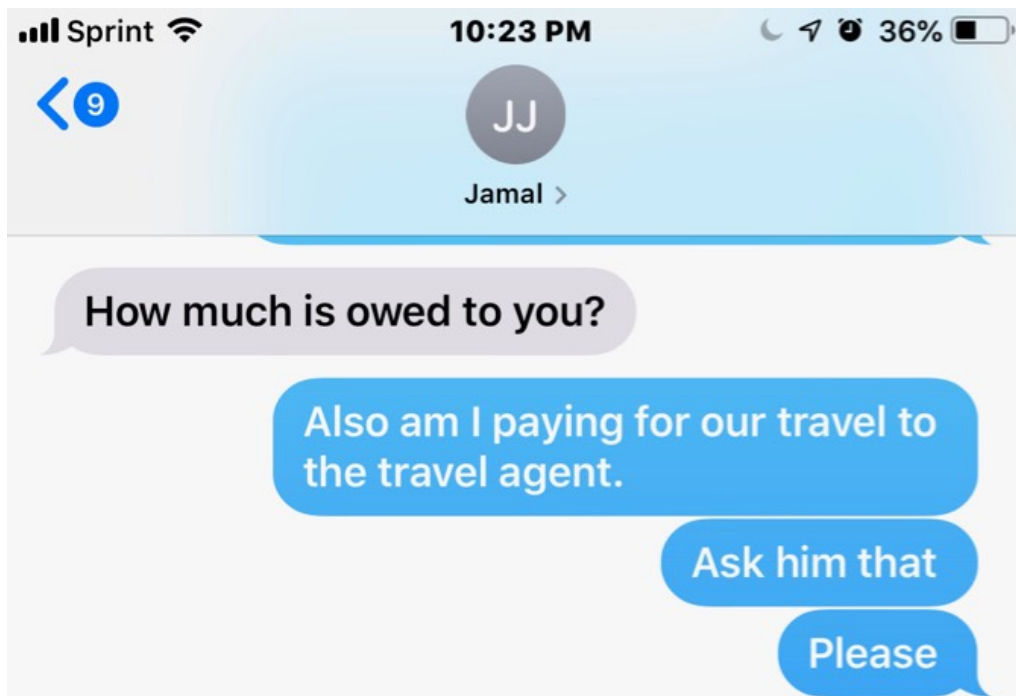 Sprint 10:23 PM 36%
9
JJ
Jamal >
How much is owed to you?
Also am I paying for our travel to
the travel agent.
Ask him that
Please